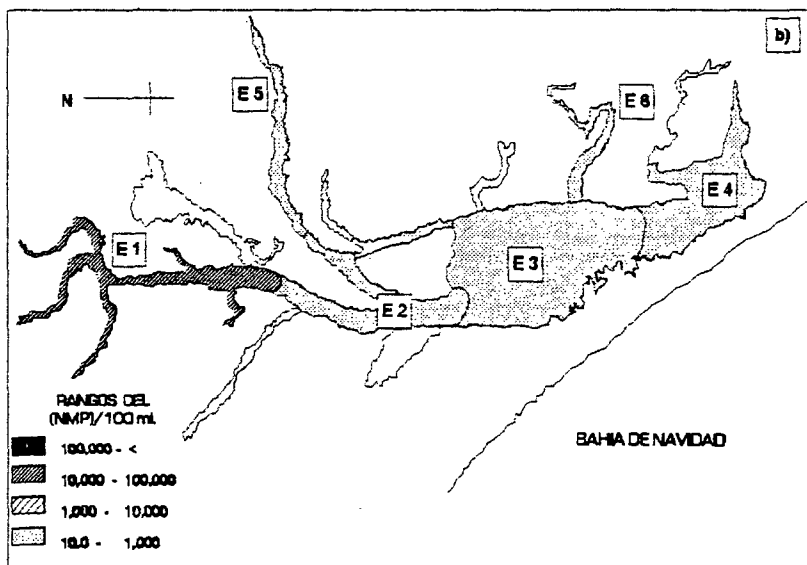 b)
N
E 5
E 6
E 4
E 1
E 3
E 2
RANGOS DEL
(NMP)/100 ml.
100,000 - <
10,000 - 100,000
1,000 - 10,000
10.0 - 1,000
BAHIA DE NAVIDAD